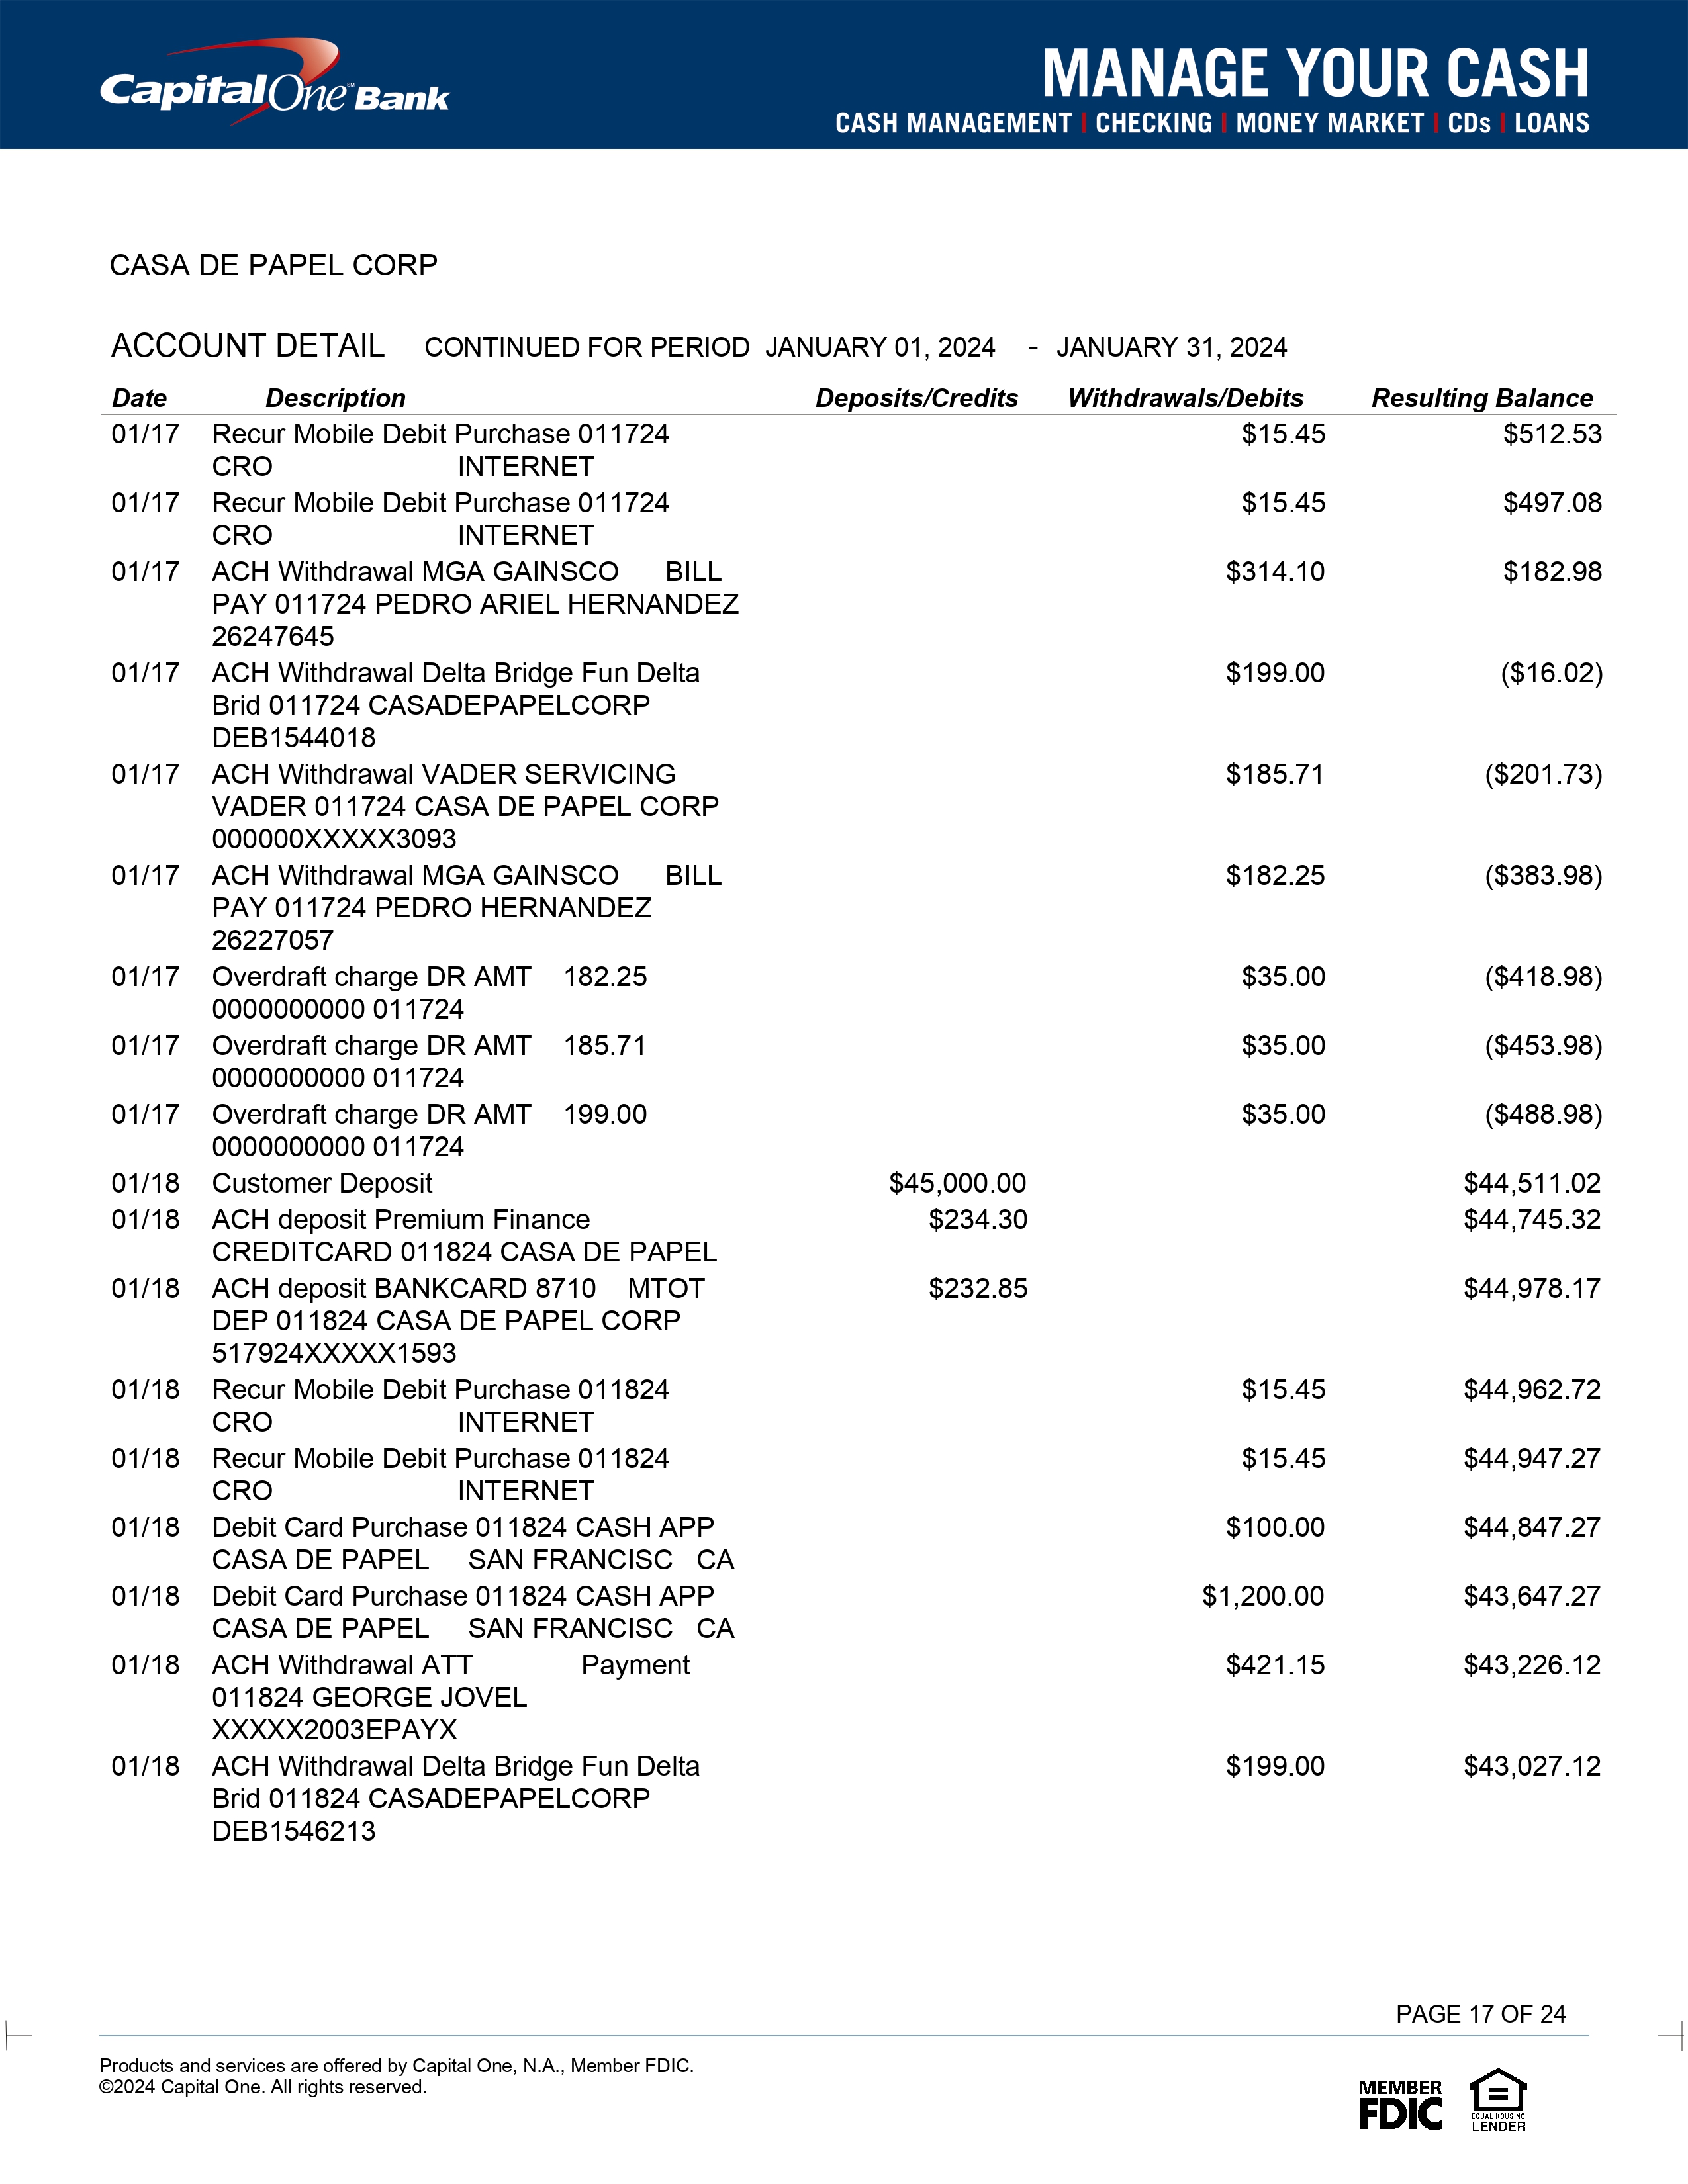 CapitalOne℠ Bank
MANAGE YOUR CASH
CASH MANAGEMENT | CHECKING | MONEY MARKET | CDs | LOANS
CASA DE PAPEL CORP
ACCOUNT DETAIL CONTINUED FOR PERIOD JANUARY 01, 2024 - JANUARY 31, 2024
Date Description Deposits/Credits Withdrawals/Debits Resulting Balance
01/17 Recur Mobile Debit Purchase 011724 $15.45 $512.53
CRO INTERNET
01/17 Recur Mobile Debit Purchase 011724 $15.45 $497.08
CRO INTERNET
01/17 ACH Withdrawal MGA GAINSCO BILL $314.10 $182.98
PAY 011724 PEDRO ARIEL HERNANDEZ
26247645
01/17 ACH Withdrawal Delta Bridge Fun Delta $199.00 ($16.02)
Brid 011724 CASADEPAPELCORP
DEB1544018
01/17 ACH Withdrawal VADER SERVICING $185.71 ($201.73)
VADER 011724 CASA DE PAPEL CORP
000000XXXXX3093
01/17 ACH Withdrawal MGA GAINSCO BILL $182.25 ($383.98)
PAY 011724 PEDRO HERNANDEZ
26227057
01/17 Overdraft charge DR AMT 182.25 $35.00 ($418.98)
0000000000 011724
01/17 Overdraft charge DR AMT 185.71 $35.00 ($453.98)
0000000000 011724
01/17 Overdraft charge DR AMT 199.00 $35.00 ($488.98)
0000000000 011724
01/18 Customer Deposit $45,000.00 $44,511.02
01/18 ACH deposit Premium Finance $234.30 $44,745.32
CREDITCARD 011824 CASA DE PAPEL
01/18 ACH deposit BANKCARD 8710 MTOT $232.85 $44,978.17
DEP 011824 CASA DE PAPEL CORP
517924XXXXX1593
01/18 Recur Mobile Debit Purchase 011824 $15.45 $44,962.72
CRO INTERNET
01/18 Recur Mobile Debit Purchase 011824 $15.45 $44,947.27
CRO INTERNET
01/18 Debit Card Purchase 011824 CASH APP $100.00 $44,847.27
CASA DE PAPEL SAN FRANCISC CA
01/18 Debit Card Purchase 011824 CASH APP $1,200.00 $43,647.27
CASA DE PAPEL SAN FRANCISC CA
01/18 ACH Withdrawal ATT Payment $421.15 $43,226.12
011824 GEORGE JOVEL
XXXXX2003EPAYX
01/18 ACH Withdrawal Delta Bridge Fun Delta $199.00 $43,027.12
Brid 011824 CASADEPAPELCORP
DEB1546213
PAGE 17 OF 24
Products and services are offered by Capital One, N.A., Member FDIC.
©2024 Capital One. All rights reserved.
MEMBER
FDIC
EQUAL HOUSING
LENDER